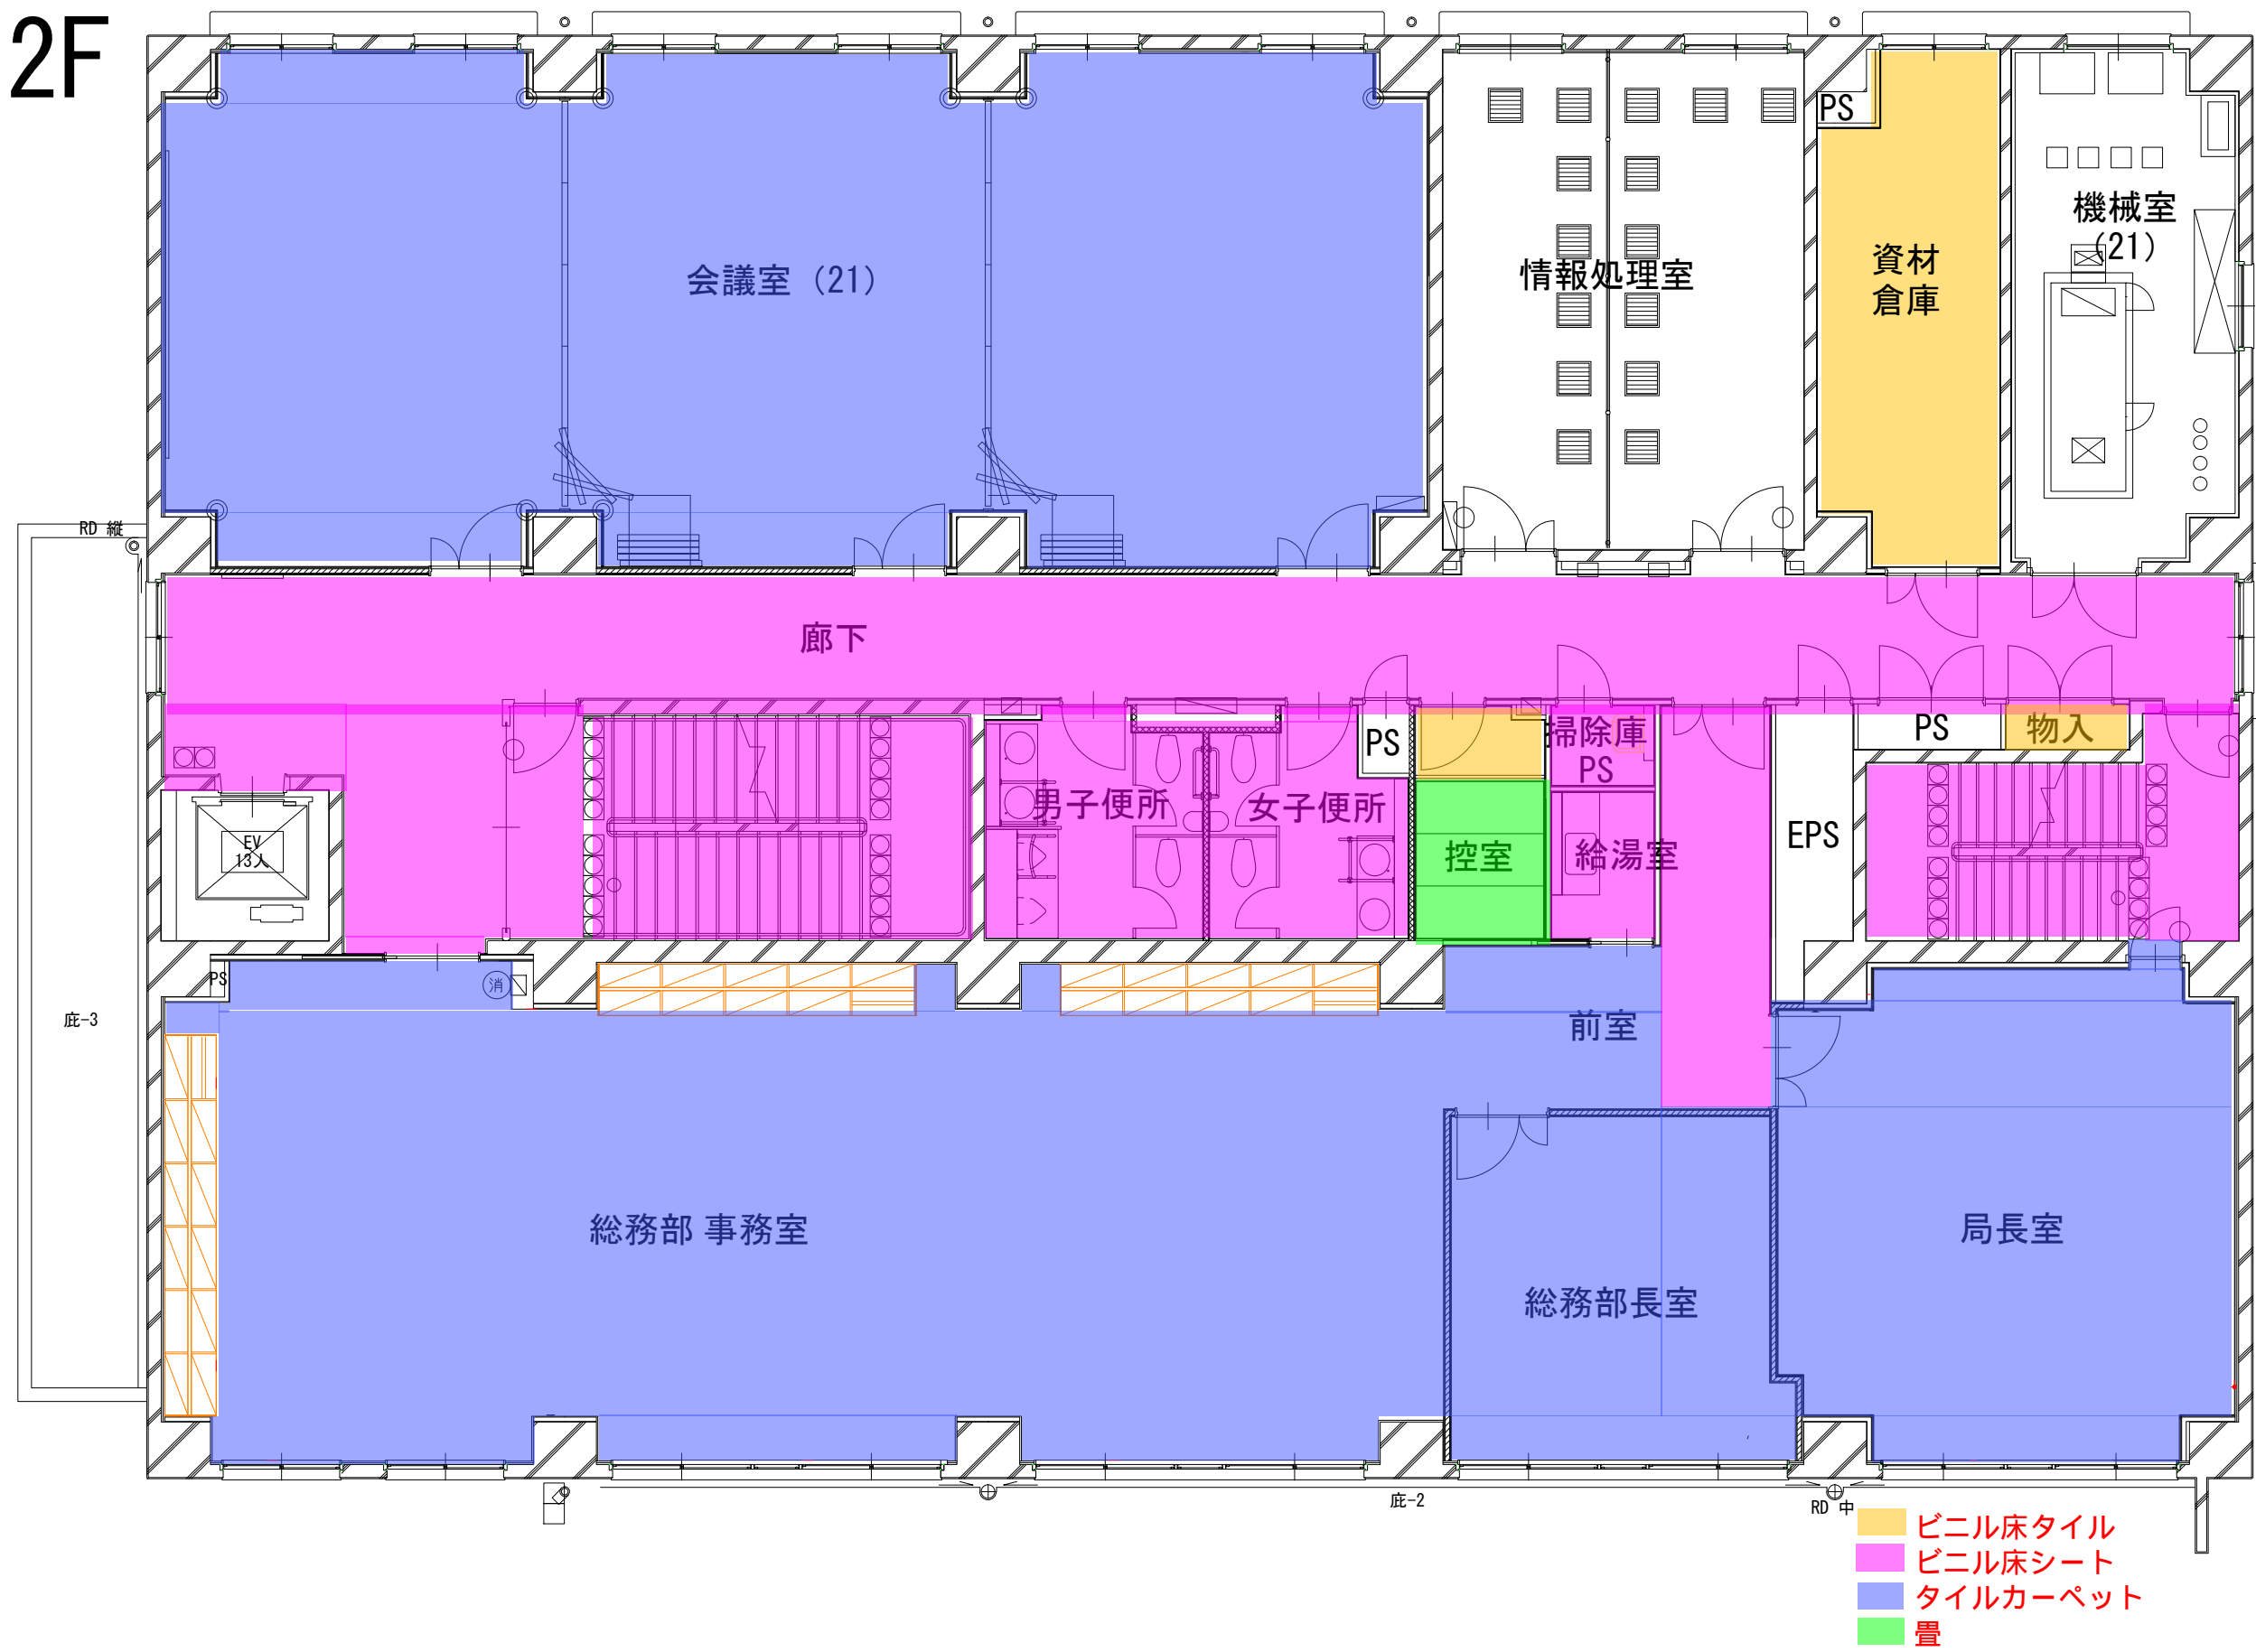 2F
PS
機械室
(21)
資材
倉庫
会議室 (21)
情報処理室
RD 縦
廊下
掃除庫
PS
PS
PS
物入
男子便所
女子便所
EV
13人
控室
給湯室
EPS
PS
消
庇-3
前室
総務部 事務室
局長室
総務部長室
庇-2
RD 中
ビニル床タイル
ビニル床シート
タイルカーペット
畳